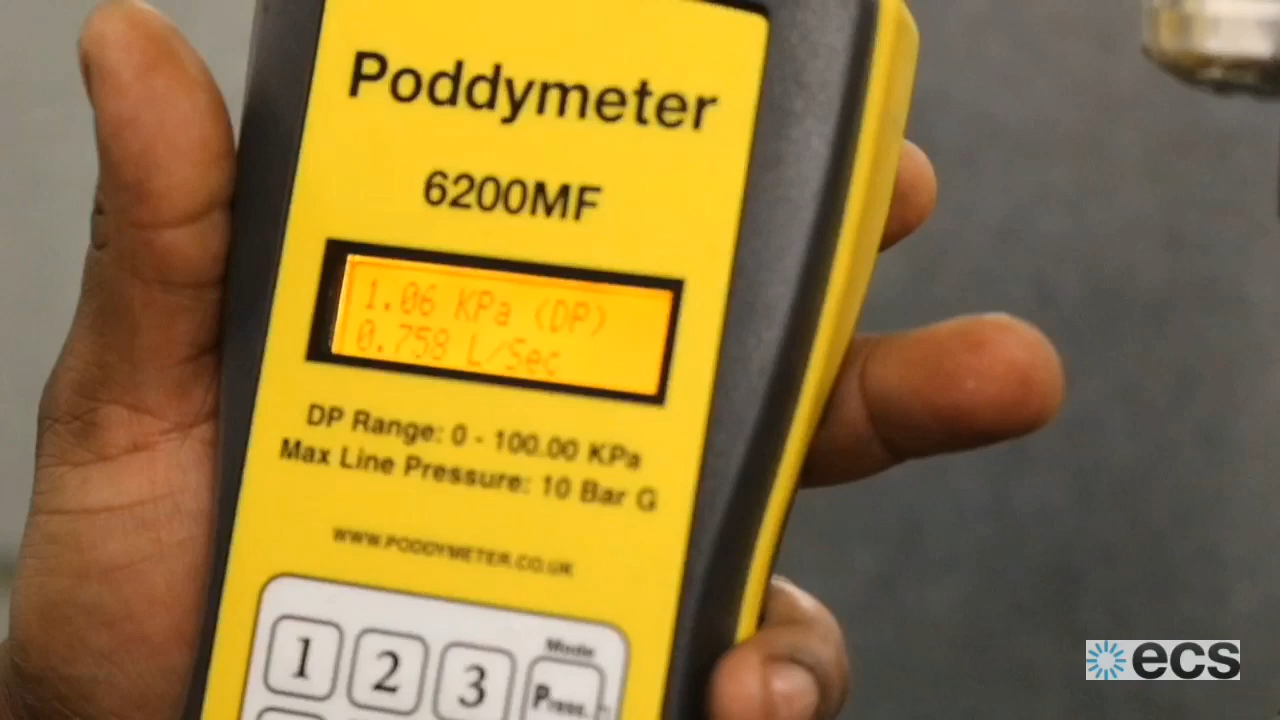 Poddymeter
6200MF
1.06 KPa (DP)
0.758 L/Sec
DP Range: 0 - 100.00 KPa
Max Line Pressure: 10 Bar G
WWW.PODDYMETER.CO.UK
Mode
1 2 3 Press.
ecs